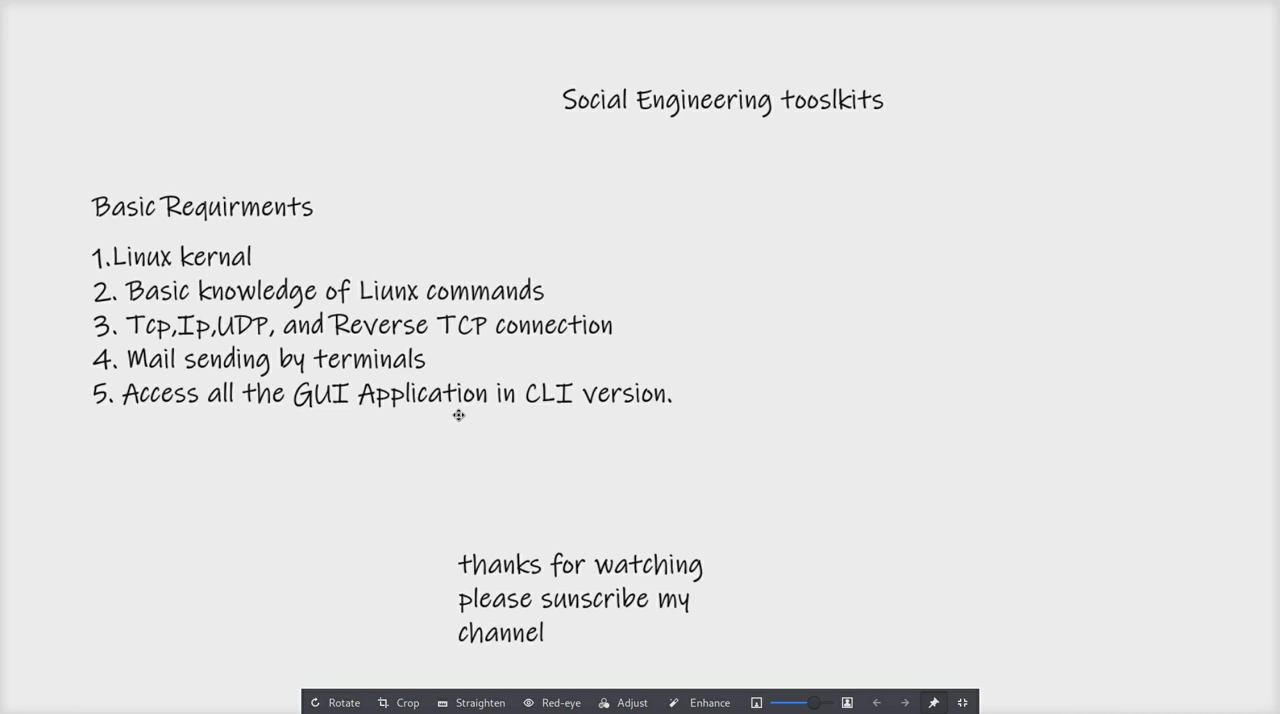 Social Engineering tooslkits
Basic Requirments
1.Linux kernal
2. Basic knowledge of Liunx commands
3. Tcp,Ip,UDP, and Reverse TCP connection
4. Mail sending by terminals
5. Access all the GUI Application in CLI version.
thanks for watching
please sunscribe my
channel
Rotate Crop Straighten Red-eye Adjust Enhance